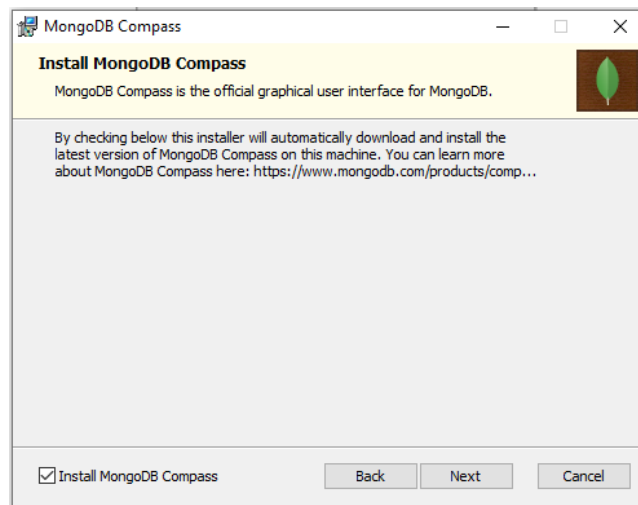 MongoDB Compass
Install MongoDB Compass
MongoDB Compass is the official graphical user interface for MongoDB.
By checking below this installer will automatically download and install the
latest version of MongoDB Compass on this machine. You can learn more
about MongoDB Compass here: https://www.mongodb.com/products/comp...
Install MongoDB Compass
Back
Next
Cancel